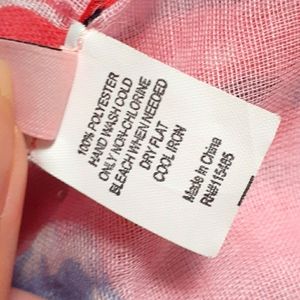 100% POLYESTER
HAND WASH COLD
ONLY NON-CHLORINE
BLEACH WHEN NEEDED
DRY FLAT
COOL IRON
Made In China
RN#115485